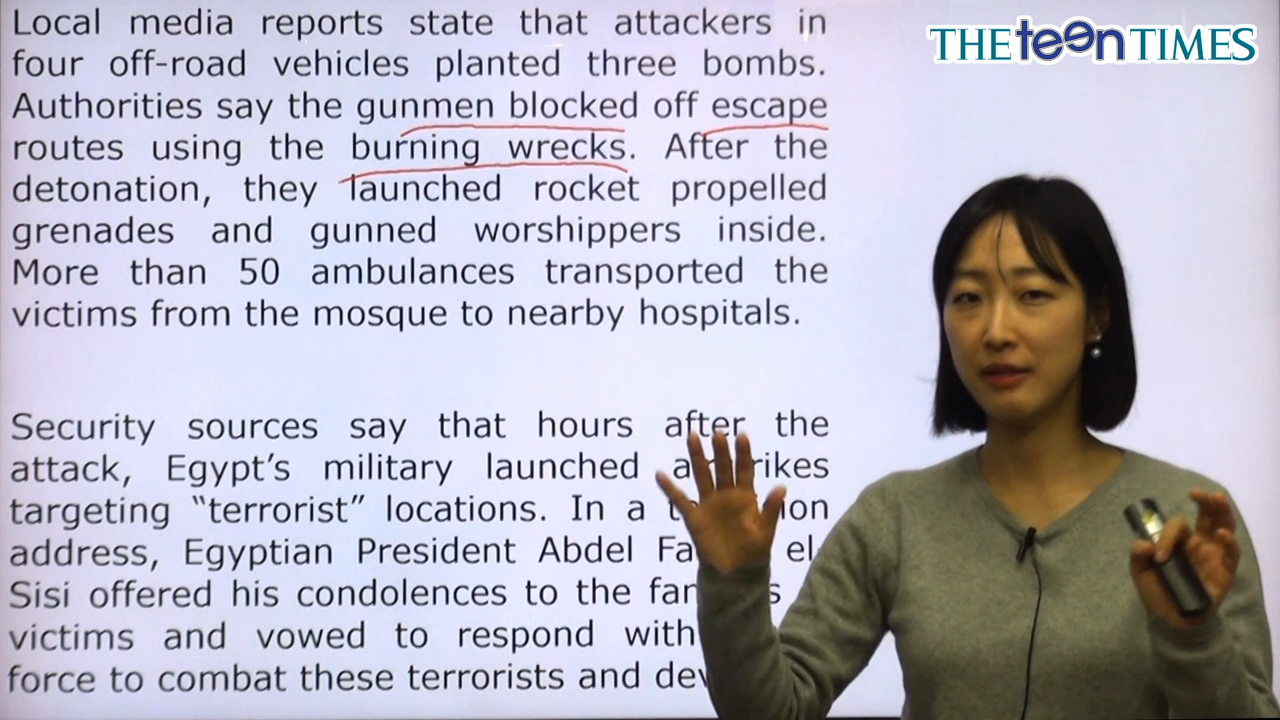 THE teen TIMES
Local media reports state that attackers in
four off-road vehicles planted three bombs.
Authorities say the gunmen blocked off escape
routes using the burning wrecks. After the
detonation, they launched rocket propelled
grenades and gunned worshippers inside.
More than 50 ambulances transported the
victims from the mosque to nearby hospitals.
Security sources say that hours after the
attack, Egypt's military launched
targeting “terrorist” locations. In a
address, Egyptian President Abdel el-
Sisi offered his condolences to the
victims and vowed to respond with
force to combat these terrorists and